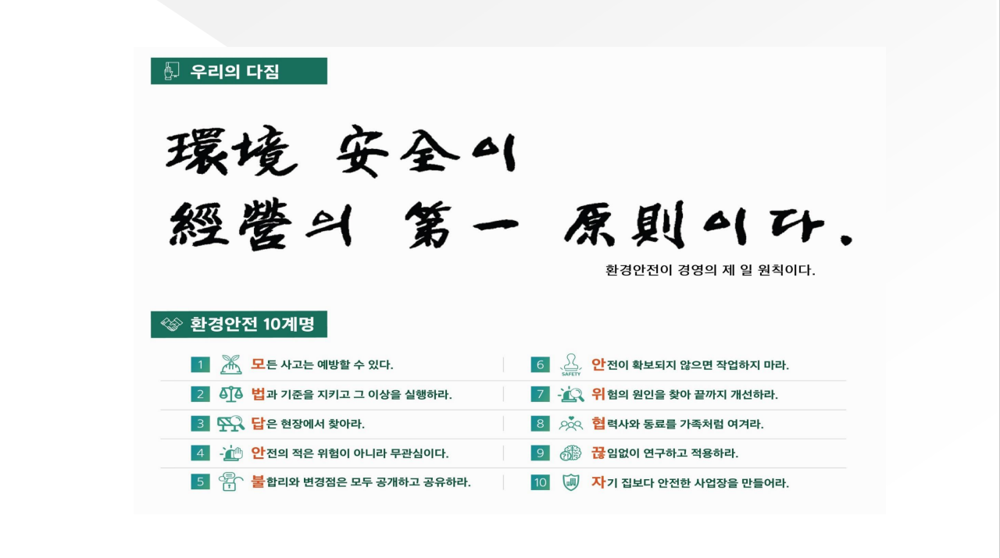 우리의 다짐
環境 安全이
經營의 第一 原則이다.
환경안전이 경영의 제 일 원칙이다.
환경안전 10계명
1 모든 사고는 예방할 수 있다.
2 법과 기준을 지키고 그 이상을 실행하라.
3 답은 현장에서 찾아라.
4 안전의 적은 위험이 아니라 무관심이다.
5 불합리와 변경점은 모두 공개하고 공유하라.
6 SAFETY 안전이 확보되지 않으면 작업하지 마라.
7 위험의 원인을 찾아 끝까지 개선하라.
8 협력사와 동료를 가족처럼 여겨라.
9 끊임없이 연구하고 적용하라.
10 자기 집보다 안전한 사업장을 만들어라.